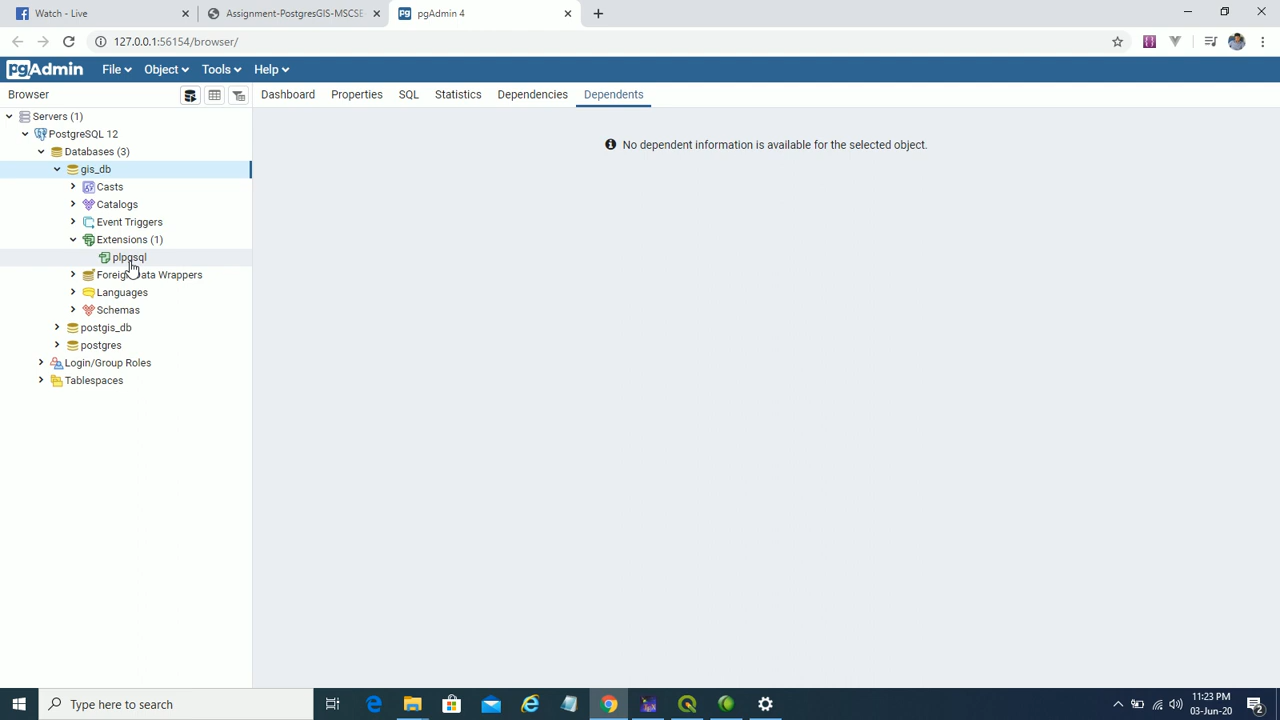 Watch - Live
Assignment-PostgresGIS-MSCSE
pgAdmin 4
127.0.0.1:56154/browser/
pgAdmin
File
Object
Tools
Help
Browser
Dashboard
Properties
SQL
Statistics
Dependencies
Dependents
Servers (1)
PostgreSQL 12
Databases (3)
gis_db
Casts
Catalogs
Event Triggers
Extensions (1)
plpgsql
Foreign Data Wrappers
Languages
Schemas
postgis_db
postgres
Login/Group Roles
Tablespaces
No dependent information is available for the selected object.
Type here to search
11:23 PM
03-Jun-20
2